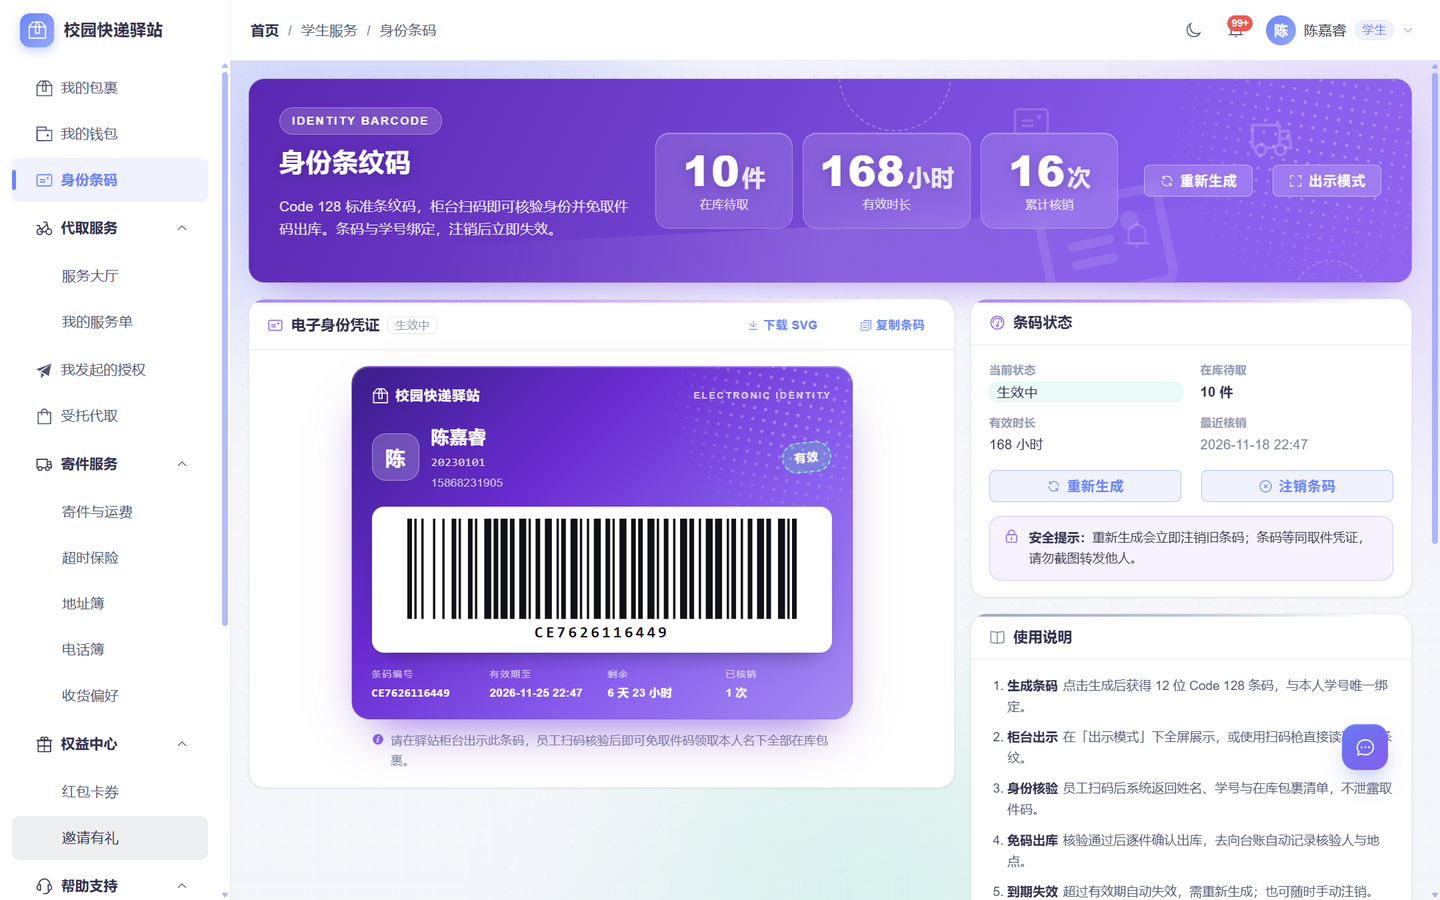 校园快递驿站
首页 / 学生服务 / 身份条码
99+
陈
陈嘉睿
学生
我的包裹
我的钱包
身份条码
代取服务
服务大厅
我的服务单
我发起的授权
受托代取
寄件服务
寄件与运费
超时保险
地址簿
电话簿
收货偏好
权益中心
红包卡券
邀请有礼
帮助支持
IDENTITY BARCODE
身份条纹码
Code 128 标准条纹码，柜台扫码即可核验身份并免取件
码出库。条码与学号绑定，注销后立即失效。
10件
在库待取
168小时
有效时长
16次
累计核销
重新生成
出示模式
电子身份凭证
生效中
下载 SVG
复制条码
校园快递驿站
ELECTRONIC IDENTITY
陈
陈嘉睿
20230101
15868231905
有效
CE7626116449
条码编号
CE7626116449
有效期至
2026-11-25 22:47
剩余
6 天 23 小时
已核销
1 次
请在驿站柜台出示此条码，员工扫码核验后即可免取件码领取本人名下全部在库包
裹。
条码状态
当前状态
生效中
在库待取
10 件
有效时长
168 小时
最近核销
2026-11-18 22:47
重新生成
注销条码
安全提示：重新生成会立即注销旧条码；条码等同取件凭证，
请勿截图转发他人。
使用说明
1. 生成条码 点击生成后获得 12 位 Code 128 条码，与本人学号唯一绑
定。
2. 柜台出示 在「出示模式」下全屏展示，或使用扫码枪直接读条
纹。
3. 身份核验 员工扫码后系统返回姓名、学号与在库包裹清单，不泄露取
件码。
4. 免码出库 核验通过后逐件确认出库，去向台账自动记录核验人与地
点。
5. 到期失效 超过有效期自动失效，需重新生成；也可随时手动注销。